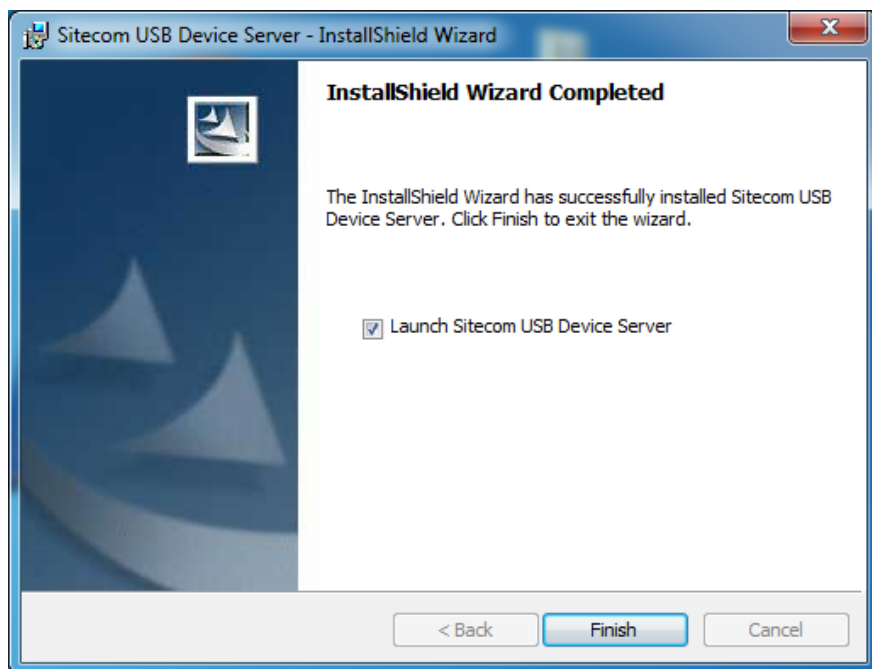 Sitecom USB Device Server - InstallShield Wizard
InstallShield Wizard Completed
The InstallShield Wizard has successfully installed Sitecom USB
Device Server. Click Finish to exit the wizard.
Launch Sitecom USB Device Server
< Back Finish Cancel